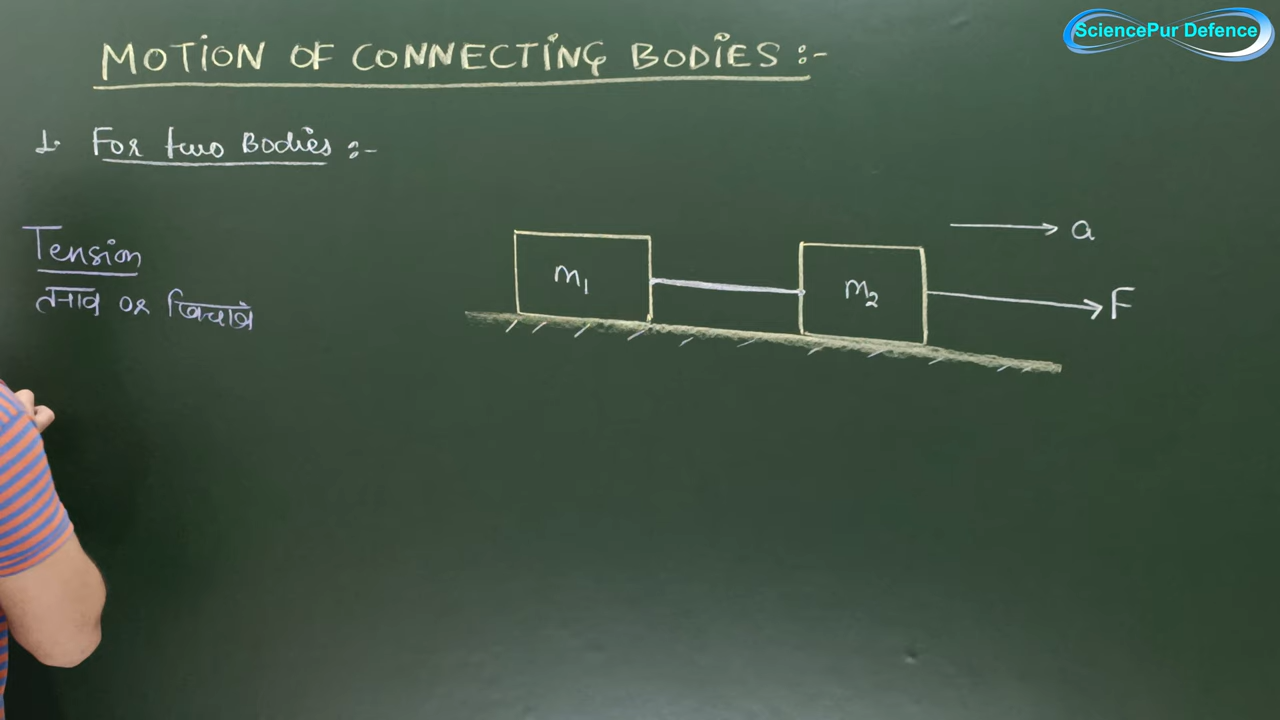 SciencePur Defence
MOTION OF CONNECTING BODIES :-
1. For two Bodies :-
Tension
तनाव or खिंचाव
a
m1
m2
F